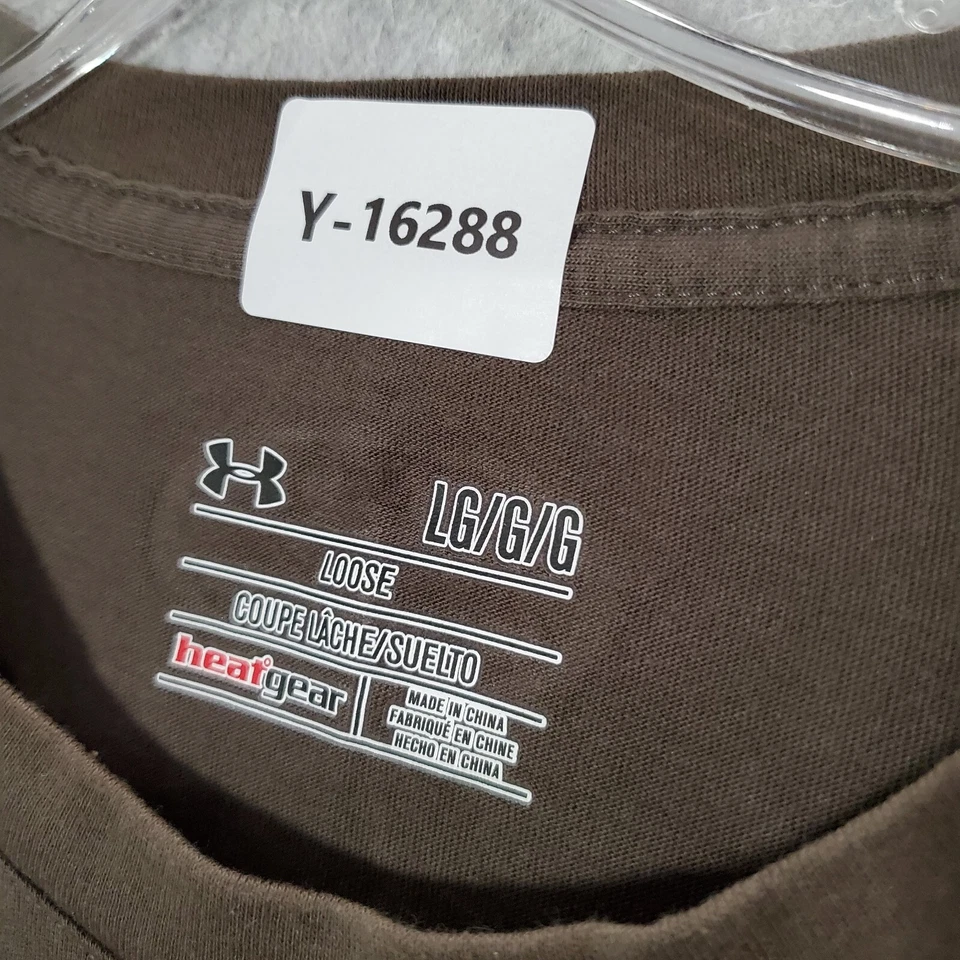 Y-16288
LG/G/G
LOOSE
COUPE LÂCHE/SUELTO
heatgear
MADE IN CHINA
FABRIQUÉ EN CHINE
HECHO EN CHINA